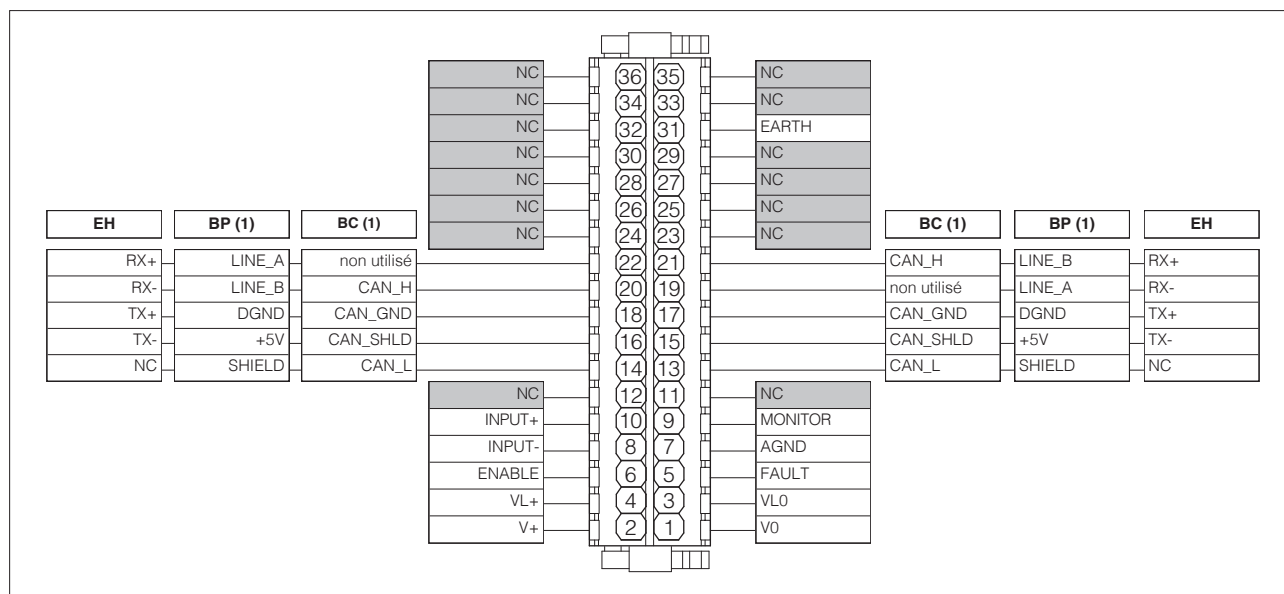 NC 36 35 NC
NC 34 33 NC
NC 32 31 EARTH
NC 30 29 NC
NC 28 27 NC
NC 26 25 NC
NC 24 23 NC
EH BP (1) BC (1) BC (1) BP (1) EH
RX+ LINE_A non utilisé 22 21 CAN_H LINE_B RX+
RX- LINE_B CAN_H 20 19 non utilisé LINE_A RX-
TX+ DGND CAN_GND 18 17 CAN_GND DGND TX+
TX- +5V CAN_SHLD 16 15 CAN_SHLD +5V TX-
NC SHIELD CAN_L 14 13 CAN_L SHIELD NC
NC 12 11 NC
INPUT+ 10 9 MONITOR
INPUT- 8 7 AGND
ENABLE 6 5 FAULT
VL+ 4 3 VL0
V+ 2 1 V0